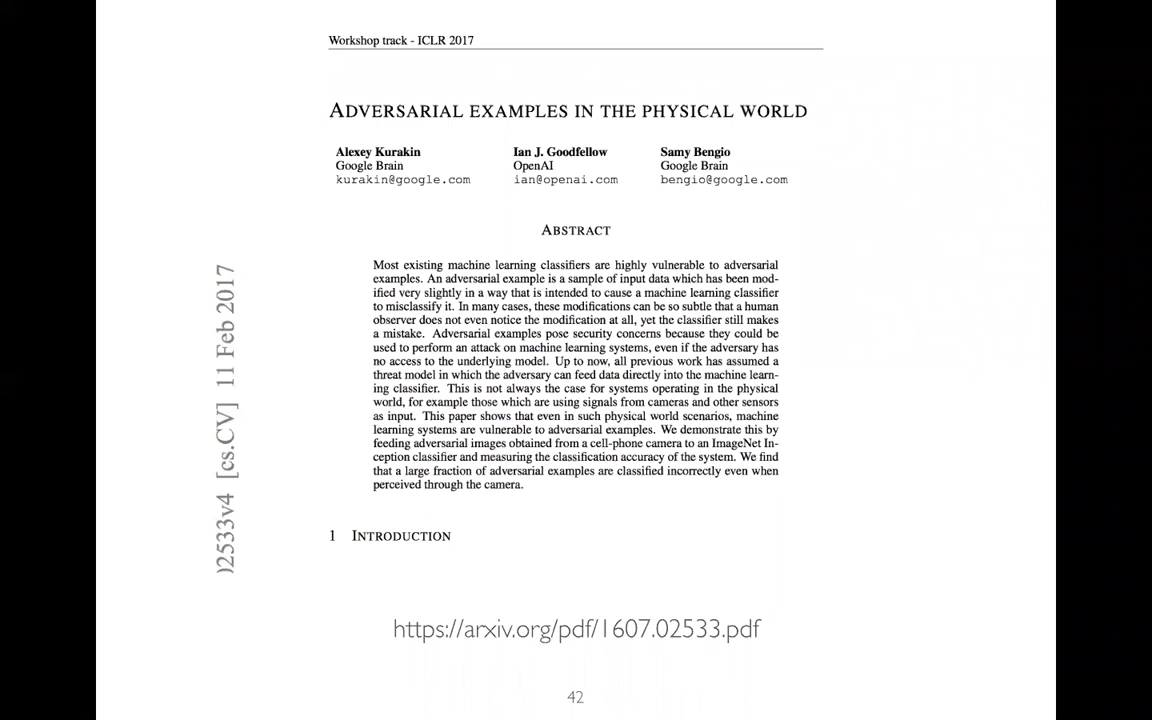 Workshop track - ICLR 2017
ADVERSARIAL EXAMPLES IN THE PHYSICAL WORLD
Alexey Kurakin
Google Brain
kurakin@google.com
Ian J. Goodfellow
OpenAI
ian@openai.com
Samy Bengio
Google Brain
bengio@google.com
ABSTRACT
Most existing machine learning classifiers are highly vulnerable to adversarial
examples. An adversarial example is a sample of input data which has been mod-
ified very slightly in a way that is intended to cause a machine learning classifier
to misclassify it. In many cases, these modifications can be so subtle that a human
observer does not even notice the modification at all, yet the classifier still makes
a mistake. Adversarial examples pose security concerns because they could be
used to perform an attack on machine learning systems, even if the adversary has
no access to the underlying model. Up to now, all previous work has assumed a
threat model in which the adversary can feed data directly into the machine learn-
ing classifier. This is not always the case for systems operating in the physical
world, for example those which are using signals from cameras and other sensors
as input. This paper shows that even in such physical world scenarios, machine
learning systems are vulnerable to adversarial examples. We demonstrate this by
feeding adversarial images obtained from a cell-phone camera to an ImageNet In-
ception classifier and measuring the classification accuracy of the system. We find
that a large fraction of adversarial examples are classified incorrectly even when
perceived through the camera.
)2533v4 [cs.CV] 11 Feb 2017
1 INTRODUCTION
https://arxiv.org/pdf/1607.02533.pdf
42